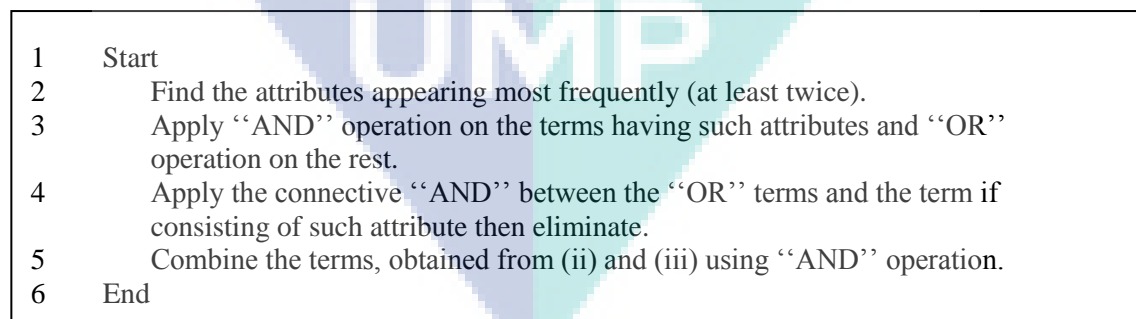 UMP
1 Start
2 Find the attributes appearing most frequently (at least twice).
3 Apply ‘‘AND’’ operation on the terms having such attributes and ‘‘OR’’
operation on the rest.
4 Apply the connective ‘‘AND’’ between the ‘‘OR’’ terms and the term if
consisting of such attribute then eliminate.
5 Combine the terms, obtained from (ii) and (iii) using ‘‘AND’’ operation.
6 End